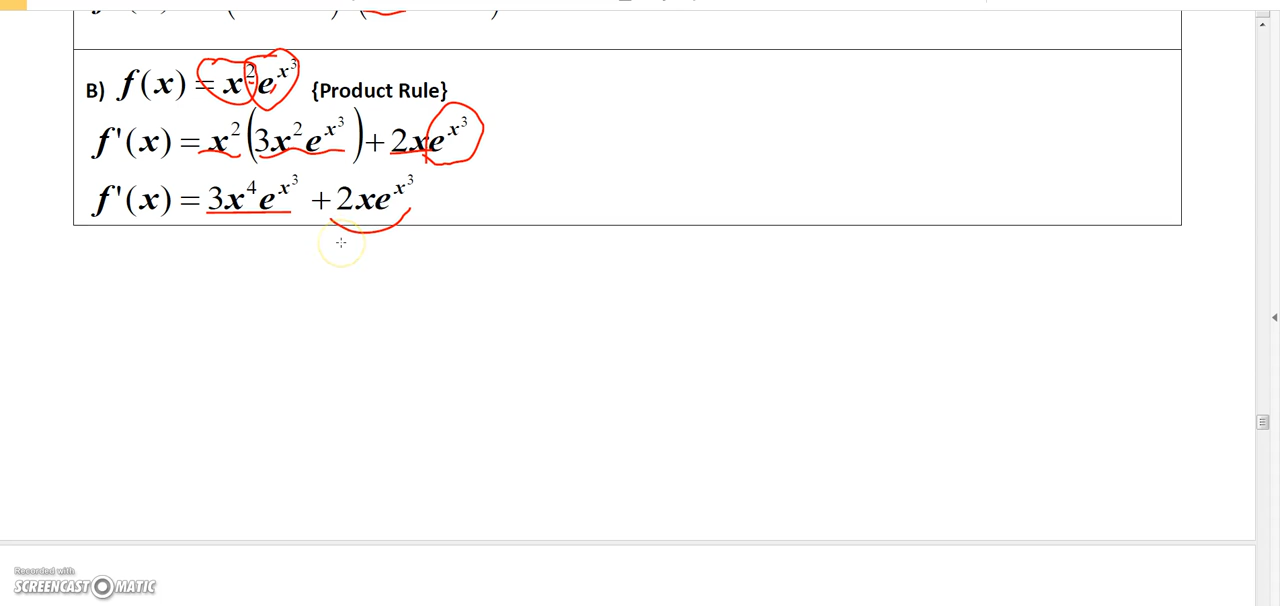 B) f(x) = x²e^{x³} {Product Rule}
f'(x) = x²(3x²e^{x³}) + 2xe^{x³}
f'(x) = 3x⁴e^{x³} + 2xe^{x³}
Recorded with
SCREENCAST-O-MATIC